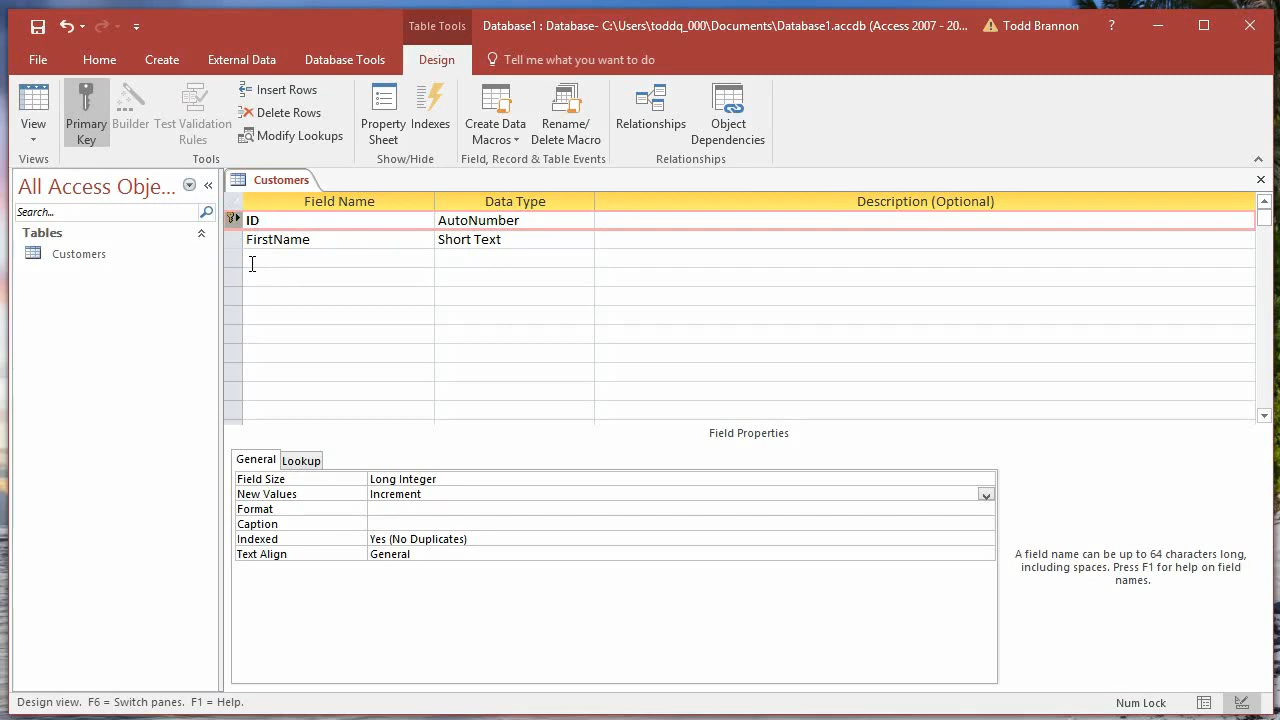 Table Tools
Database1 : Database- C:\Users\toddq_000\Documents\Database1.accdb (Access 2007 - 20...
Todd Brannon
?
File
Home
Create
External Data
Database Tools
Design
Tell me what you want to do
View
Primary Key
Builder
Test Validation Rules
Insert Rows
Delete Rows
Modify Lookups
Property Sheet
Indexes
Create Data Macros
Rename/ Delete Macro
Relationships
Object Dependencies
Views
Tools
Show/Hide
Field, Record & Table Events
Relationships
All Access Obje...
Search...
Tables
Customers
Customers
Field Name Data Type Description (Optional)
ID AutoNumber
FirstName Short Text
Field Properties
General Lookup
Field Size Long Integer
New Values Increment
Format
Caption
Indexed Yes (No Duplicates)
Text Align General
A field name can be up to 64 characters long,
including spaces. Press F1 for help on field
names.
Design view. F6 = Switch panes. F1 = Help.
Num Lock